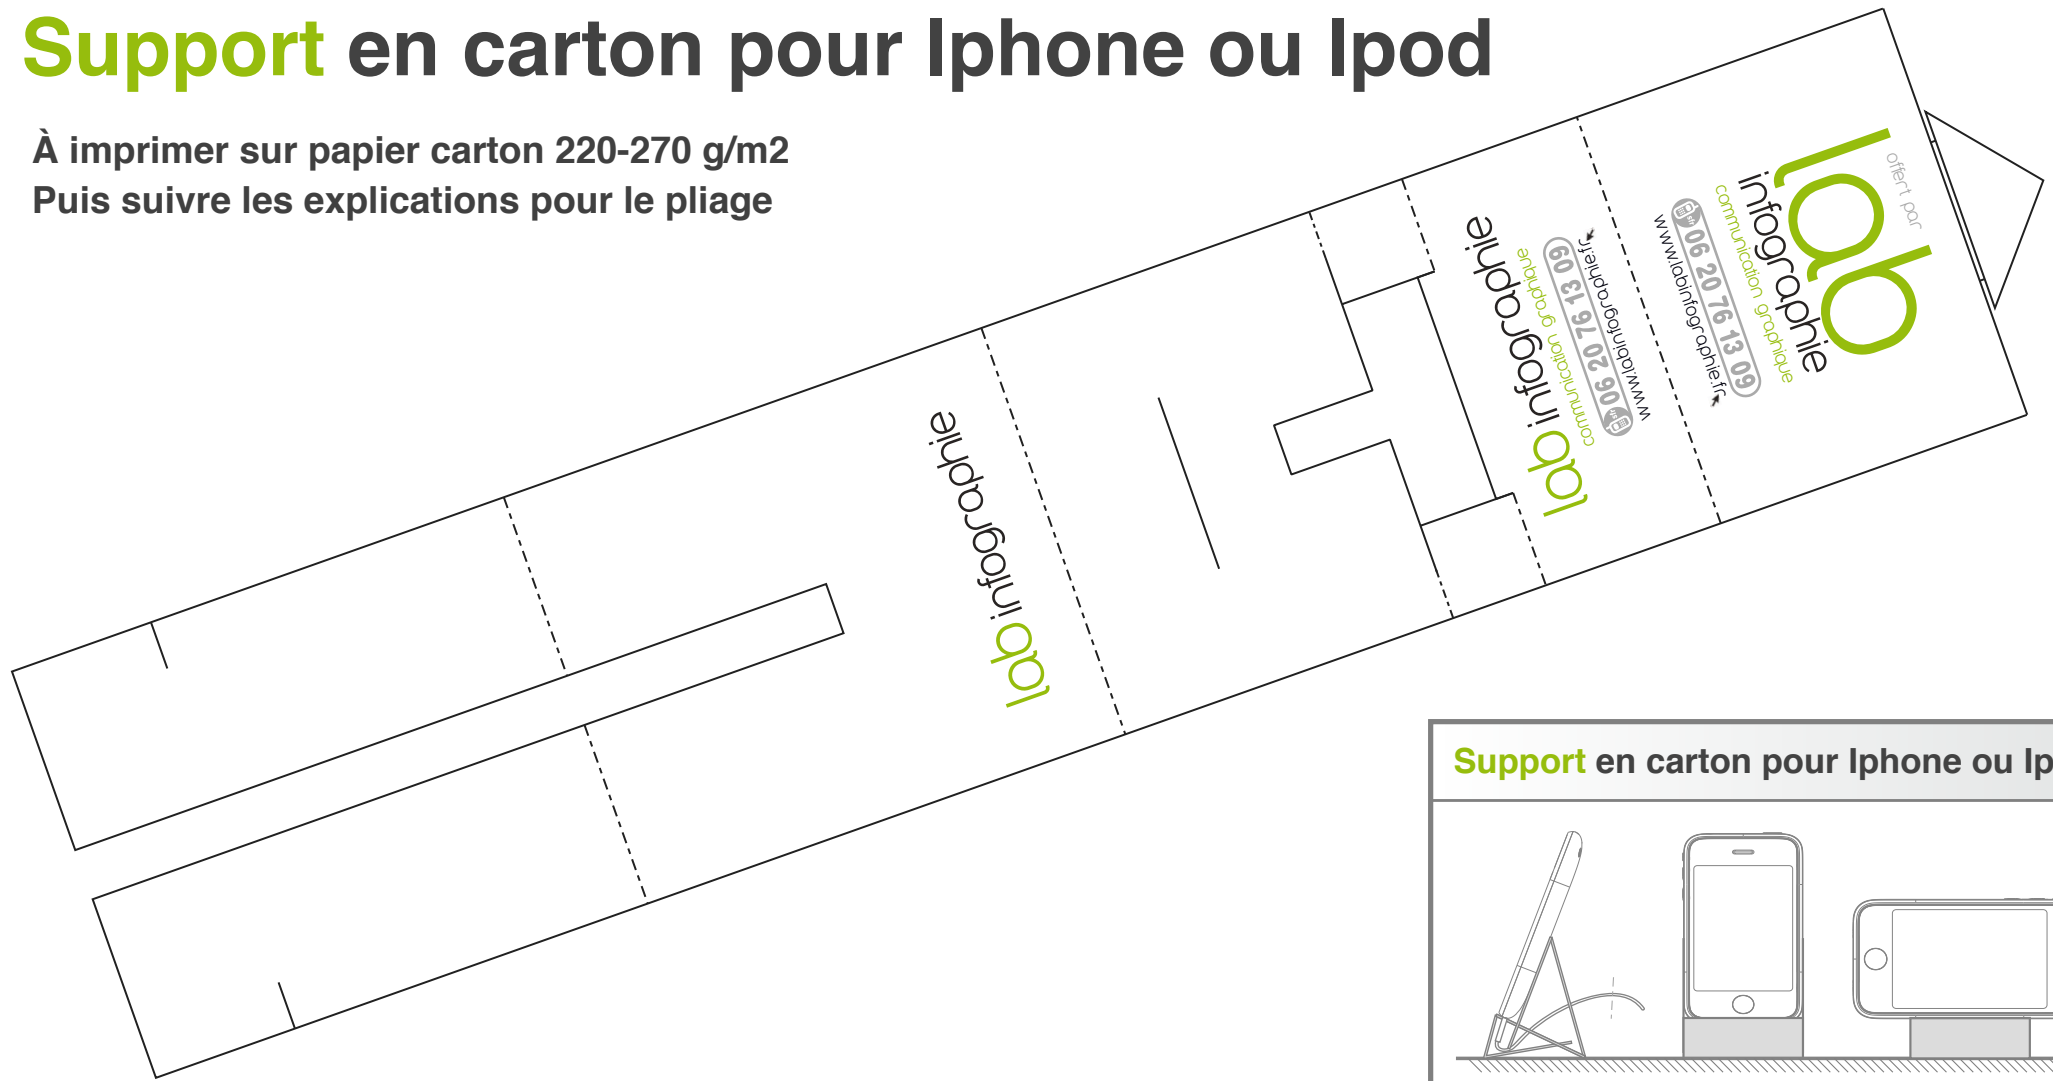 Support en carton pour Iphone ou Ipod
À imprimer sur papier carton 220-270 g/m2
Puis suivre les explications pour le pliage
offert par
lab
infographie
communication graphique
06 20 76 13 09
www.labinfographie.fr
lab infographie
communication graphique
06 20 76 13 09
www.labinfographie.fr
lab infographie
Support en carton pour Iphone ou Ip